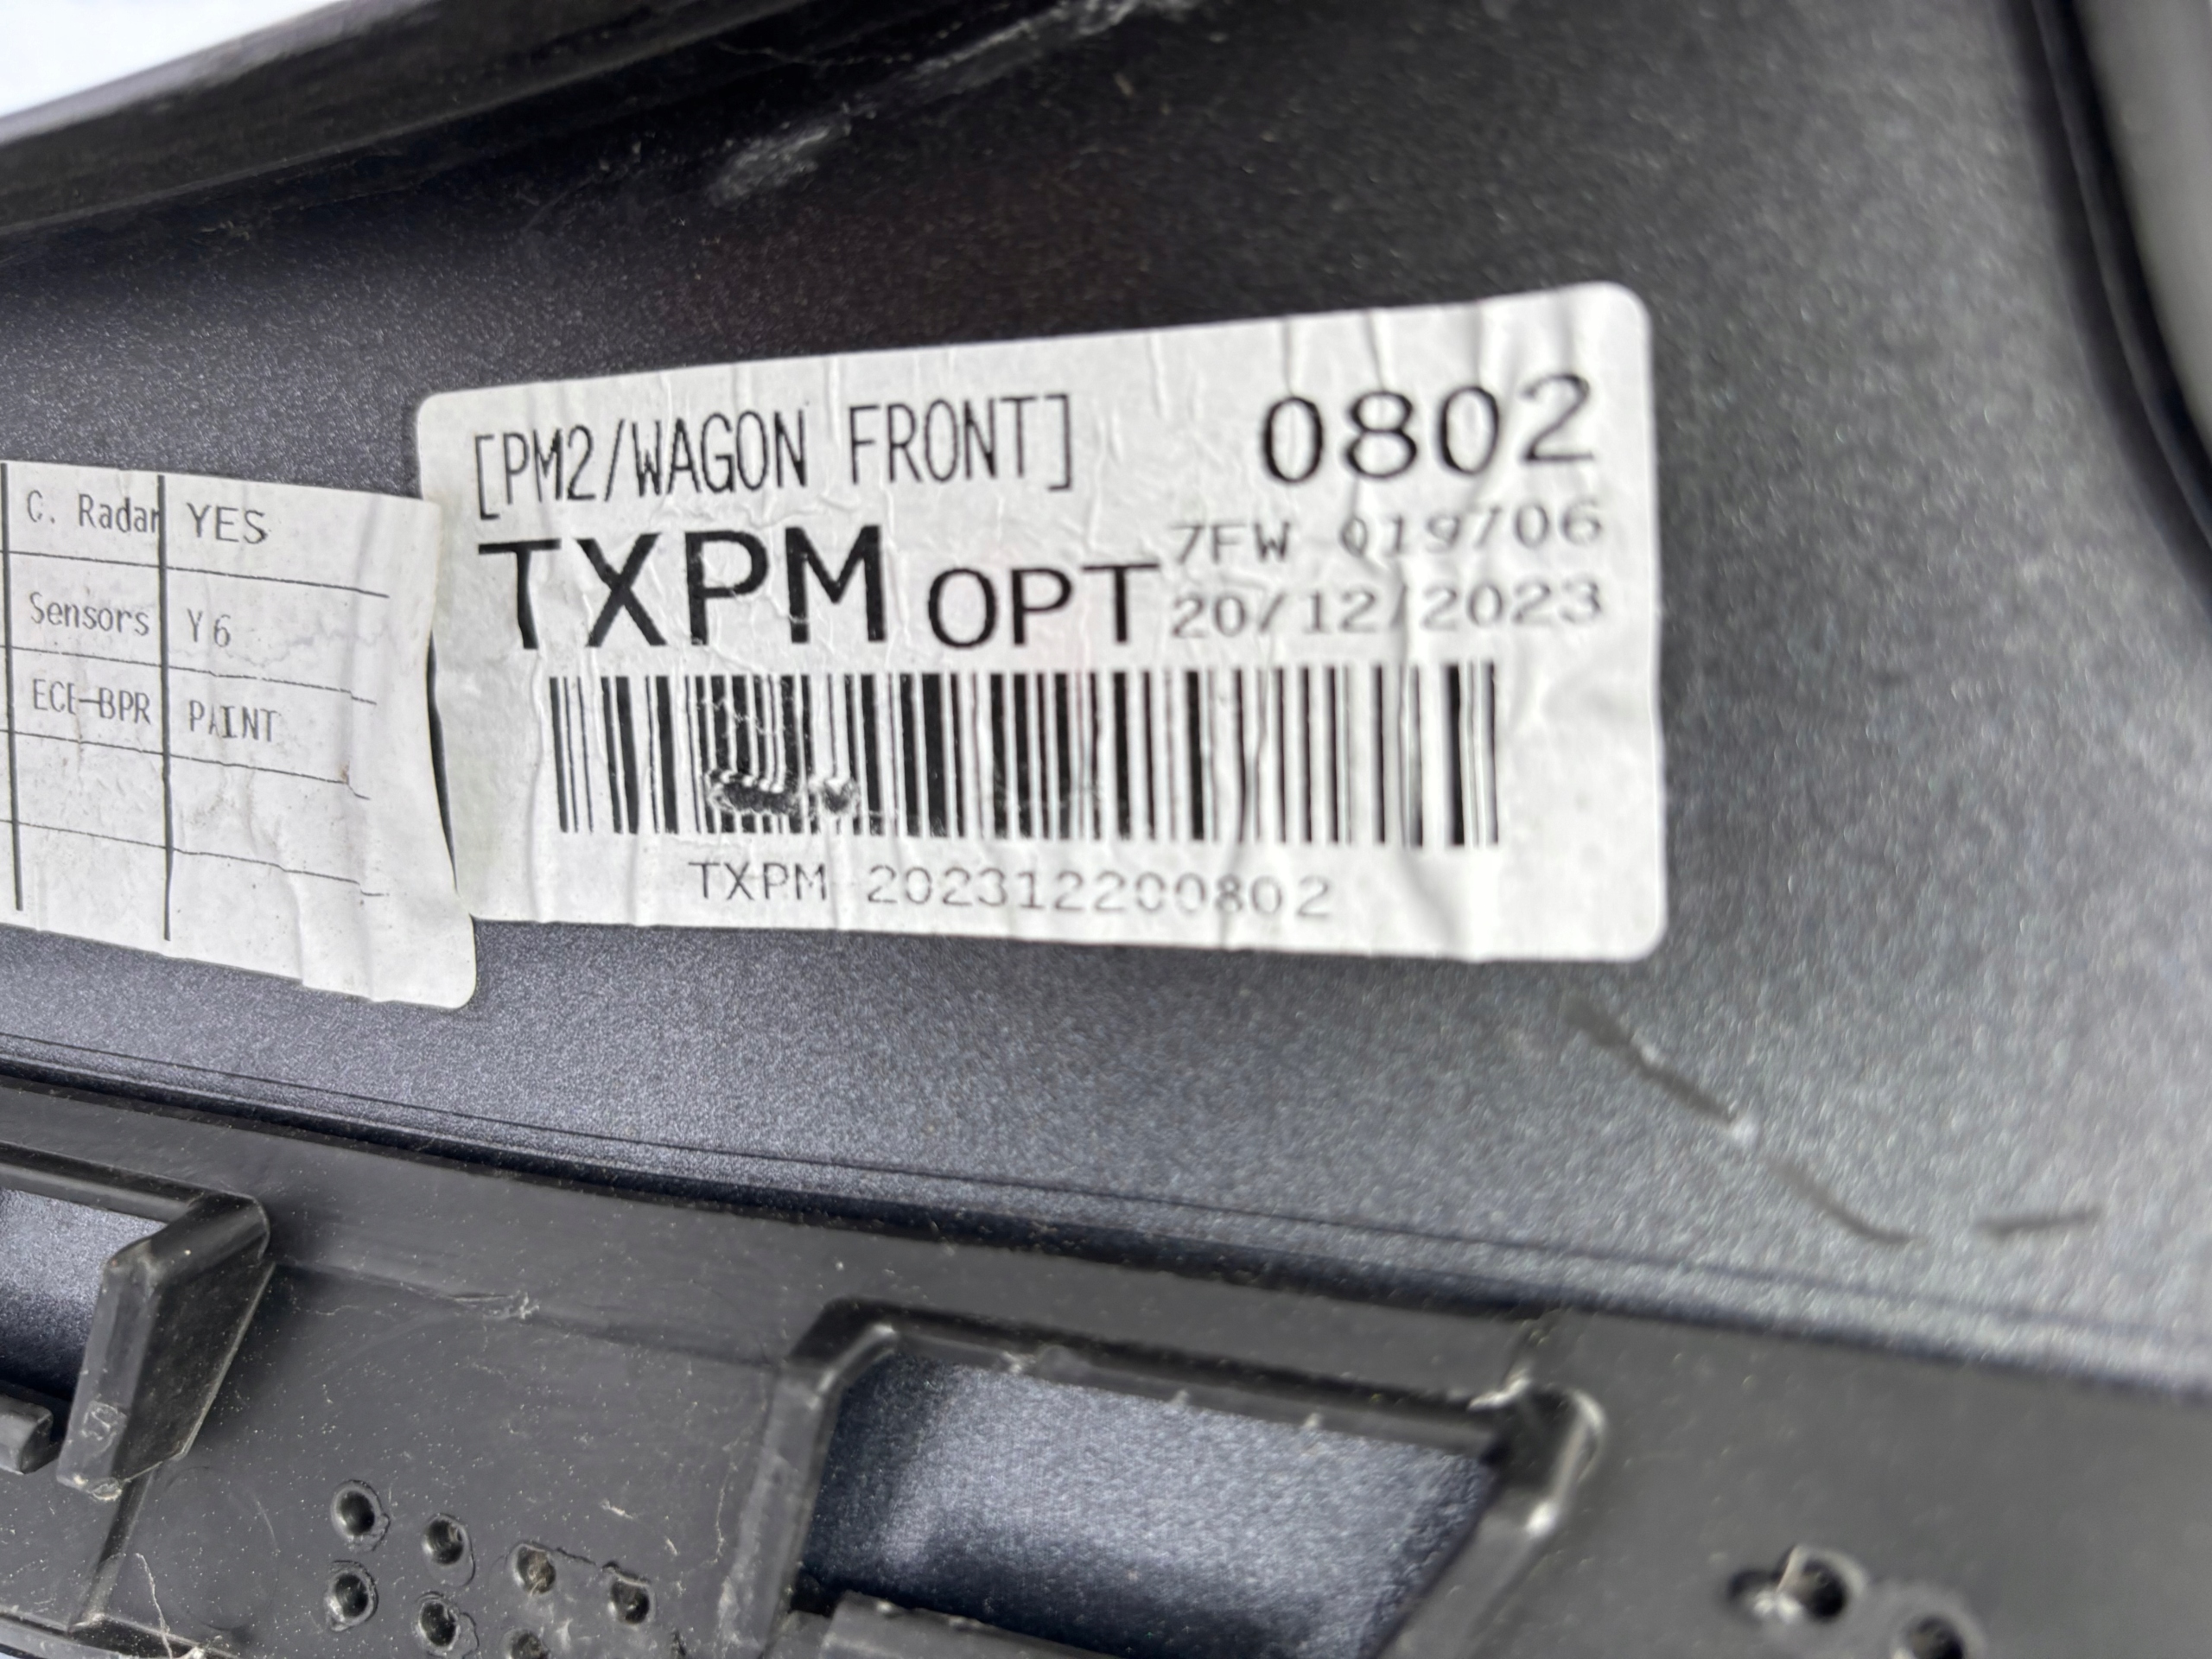 C. Radar YES
Sensors Y6
ECE-BPR PAINT
[PM2/WAGON FRONT] 0802
TXPM OPT 7FW 019706
20/12/2023
TXPM 202312200802